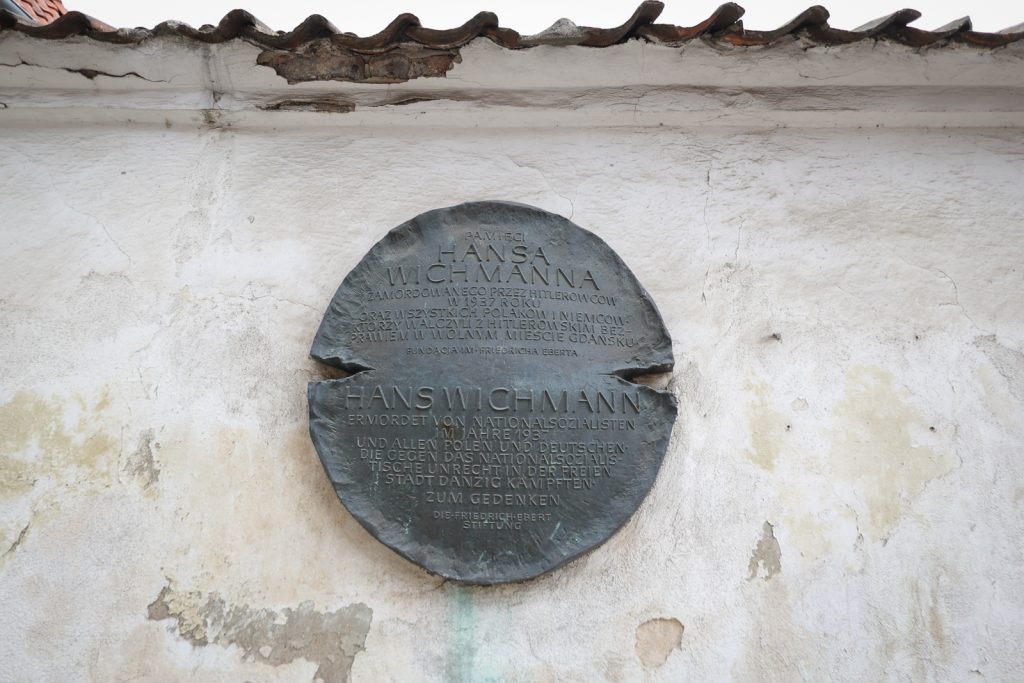 PAMIĘCI
HANSA
WICHMANNA
ZAMORDOWANEGO PRZEZ HITLEROWCÓW
W 1937 ROKU
ORAZ WSZYSTKICH POLAKÓW I NIEMCÓW·
KTÓRZY WALCZYLI Z HITLEROWSKIM BEZ-
PRAWIEM W WOLNYM MIEŚCIE GDAŃSKU·
FUNDACJA IM·FRIEDRICHA EBERTA
HANS WICHMANN
ERMORDET VON NATIONALSOZIALISTEN
IM JAHRE 1937
UND ALLEN POLEN UND DEUTSCHEN·
DIE GEGEN DAS NATIONALSOZIALIS-
TISCHE UNRECHT IN DER FREIEN
STADT DANZIG KÄMPFTEN·
ZUM GEDENKEN
DIE·FRIEDRICH·EBERT
STIFTUNG